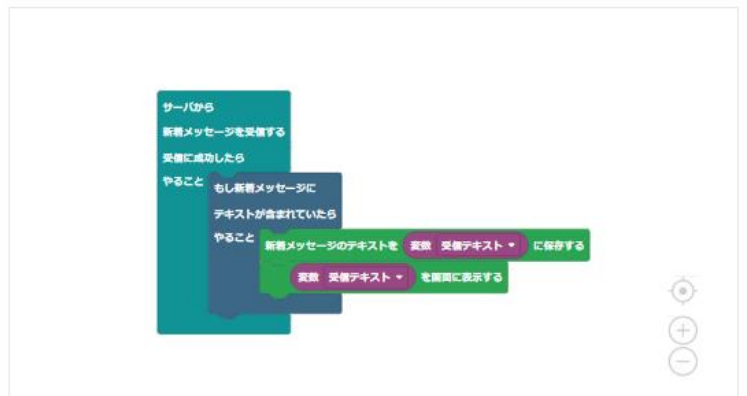 サーバから
新着メッセージを受信する
受信に成功したら
やること
もし新着メッセージに
テキストが含まれていたら
やること
新着メッセージのテキストを 変数 受信テキスト に保存する
変数 受信テキスト を画面に表示する